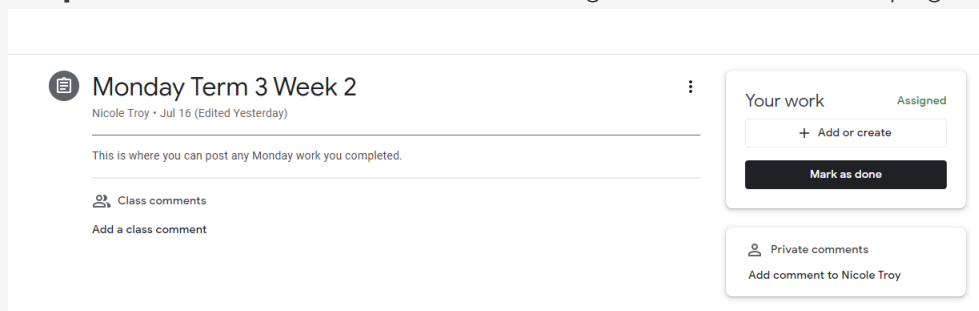 Monday Term 3 Week 2
Nicole Troy • Jul 16 (Edited Yesterday)
This is where you can post any Monday work you completed.
Class comments
Add a class comment
Your work
Assigned
+ Add or create
Mark as done
Private comments
Add comment to Nicole Troy